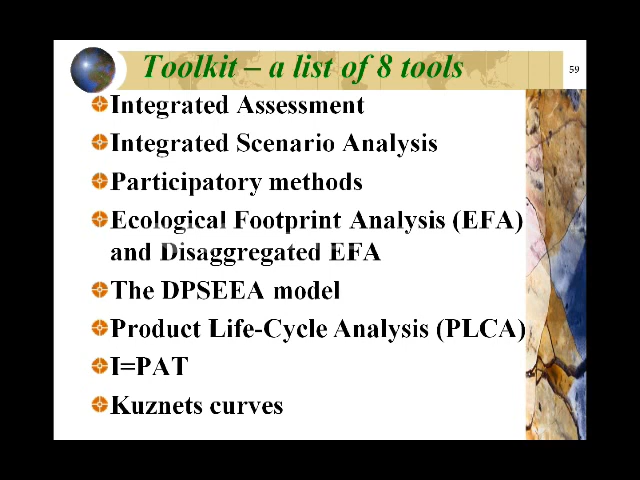 Toolkit – a list of 8 tools
59
Integrated Assessment
Integrated Scenario Analysis
Participatory methods
Ecological Footprint Analysis (EFA)
and Disaggregated EFA
The DPSEEA model
Product Life-Cycle Analysis (PLCA)
I=PAT
Kuznets curves